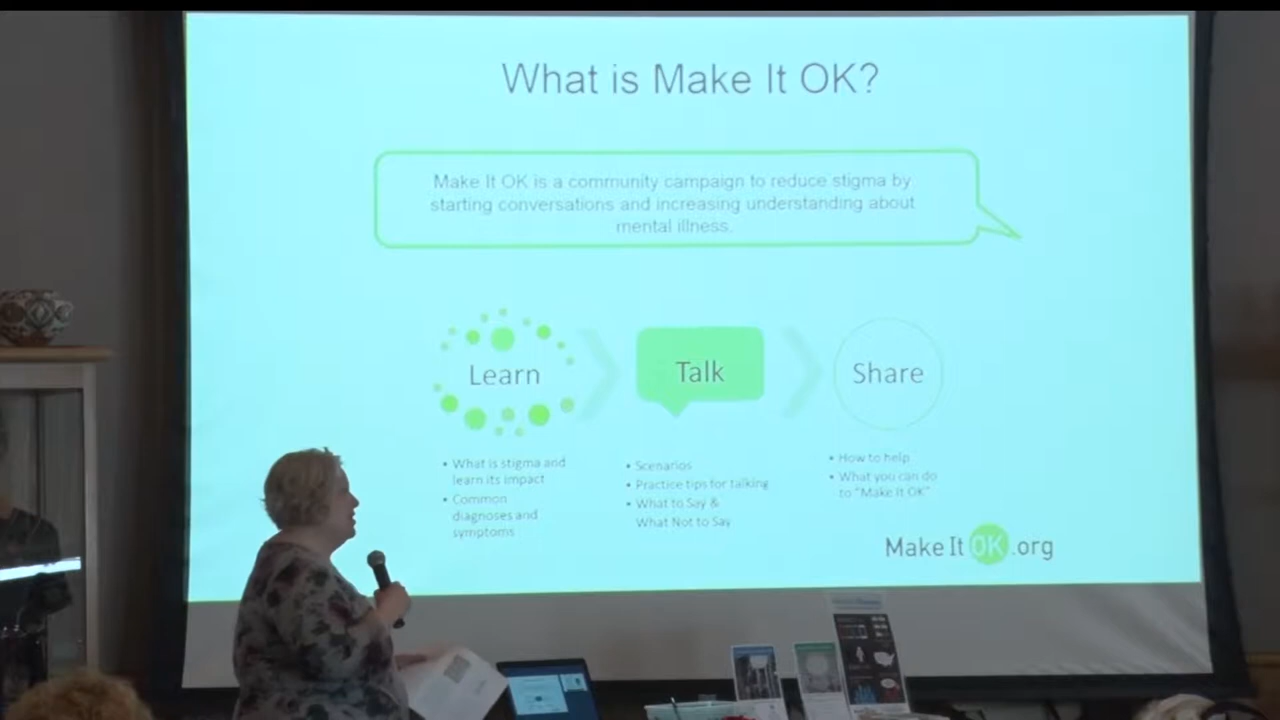 What is Make It OK?
Make It OK is a community campaign to reduce stigma by
starting conversations and increasing understanding about
mental illness.
Learn
Talk
Share
• What is stigma and
learn its impact
• Common
diagnoses and
symptoms
• Scenarios
• Practice tips for talking
• What to Say &
What Not to Say
• How to help
• What you can do
to "Make It OK"
Make It OK .org